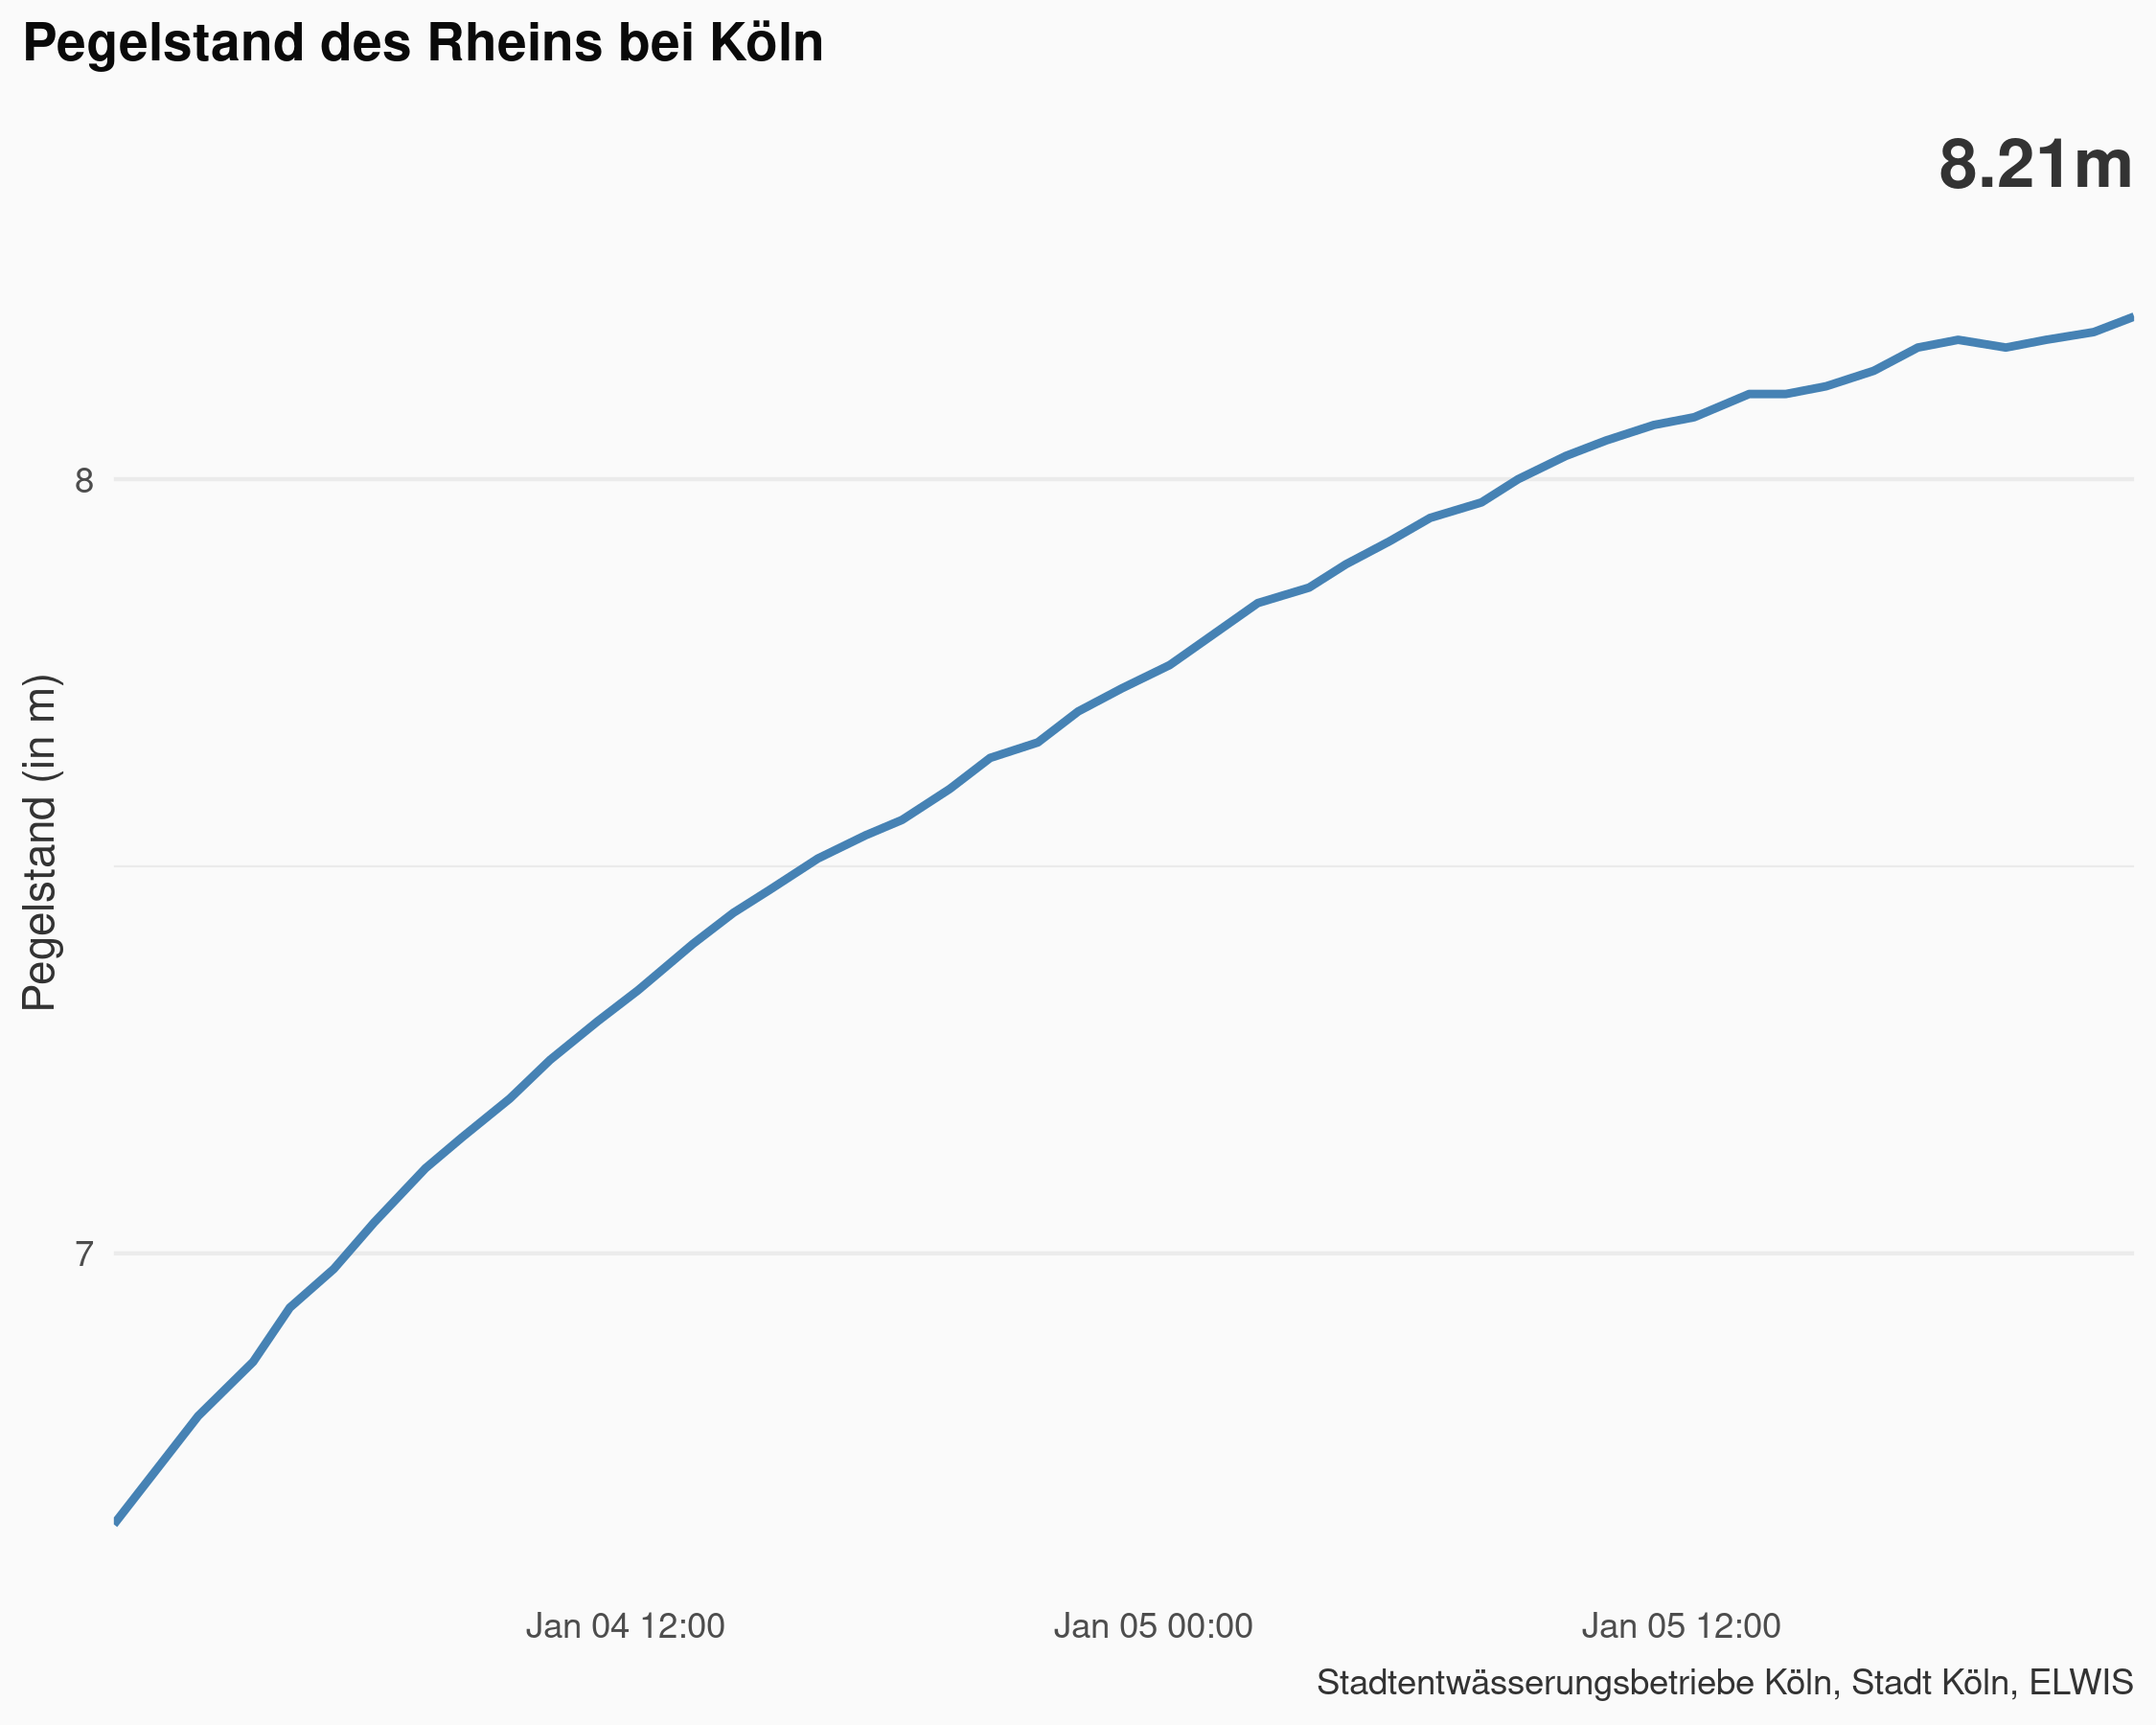 Pegelstand des Rheins bei Köln
8.21m
Pegelstand (in m)
8
7
Jan 04 12:00
Jan 05 00:00
Jan 05 12:00
Stadtentwässerungsbetriebe Köln, Stadt Köln, ELWIS